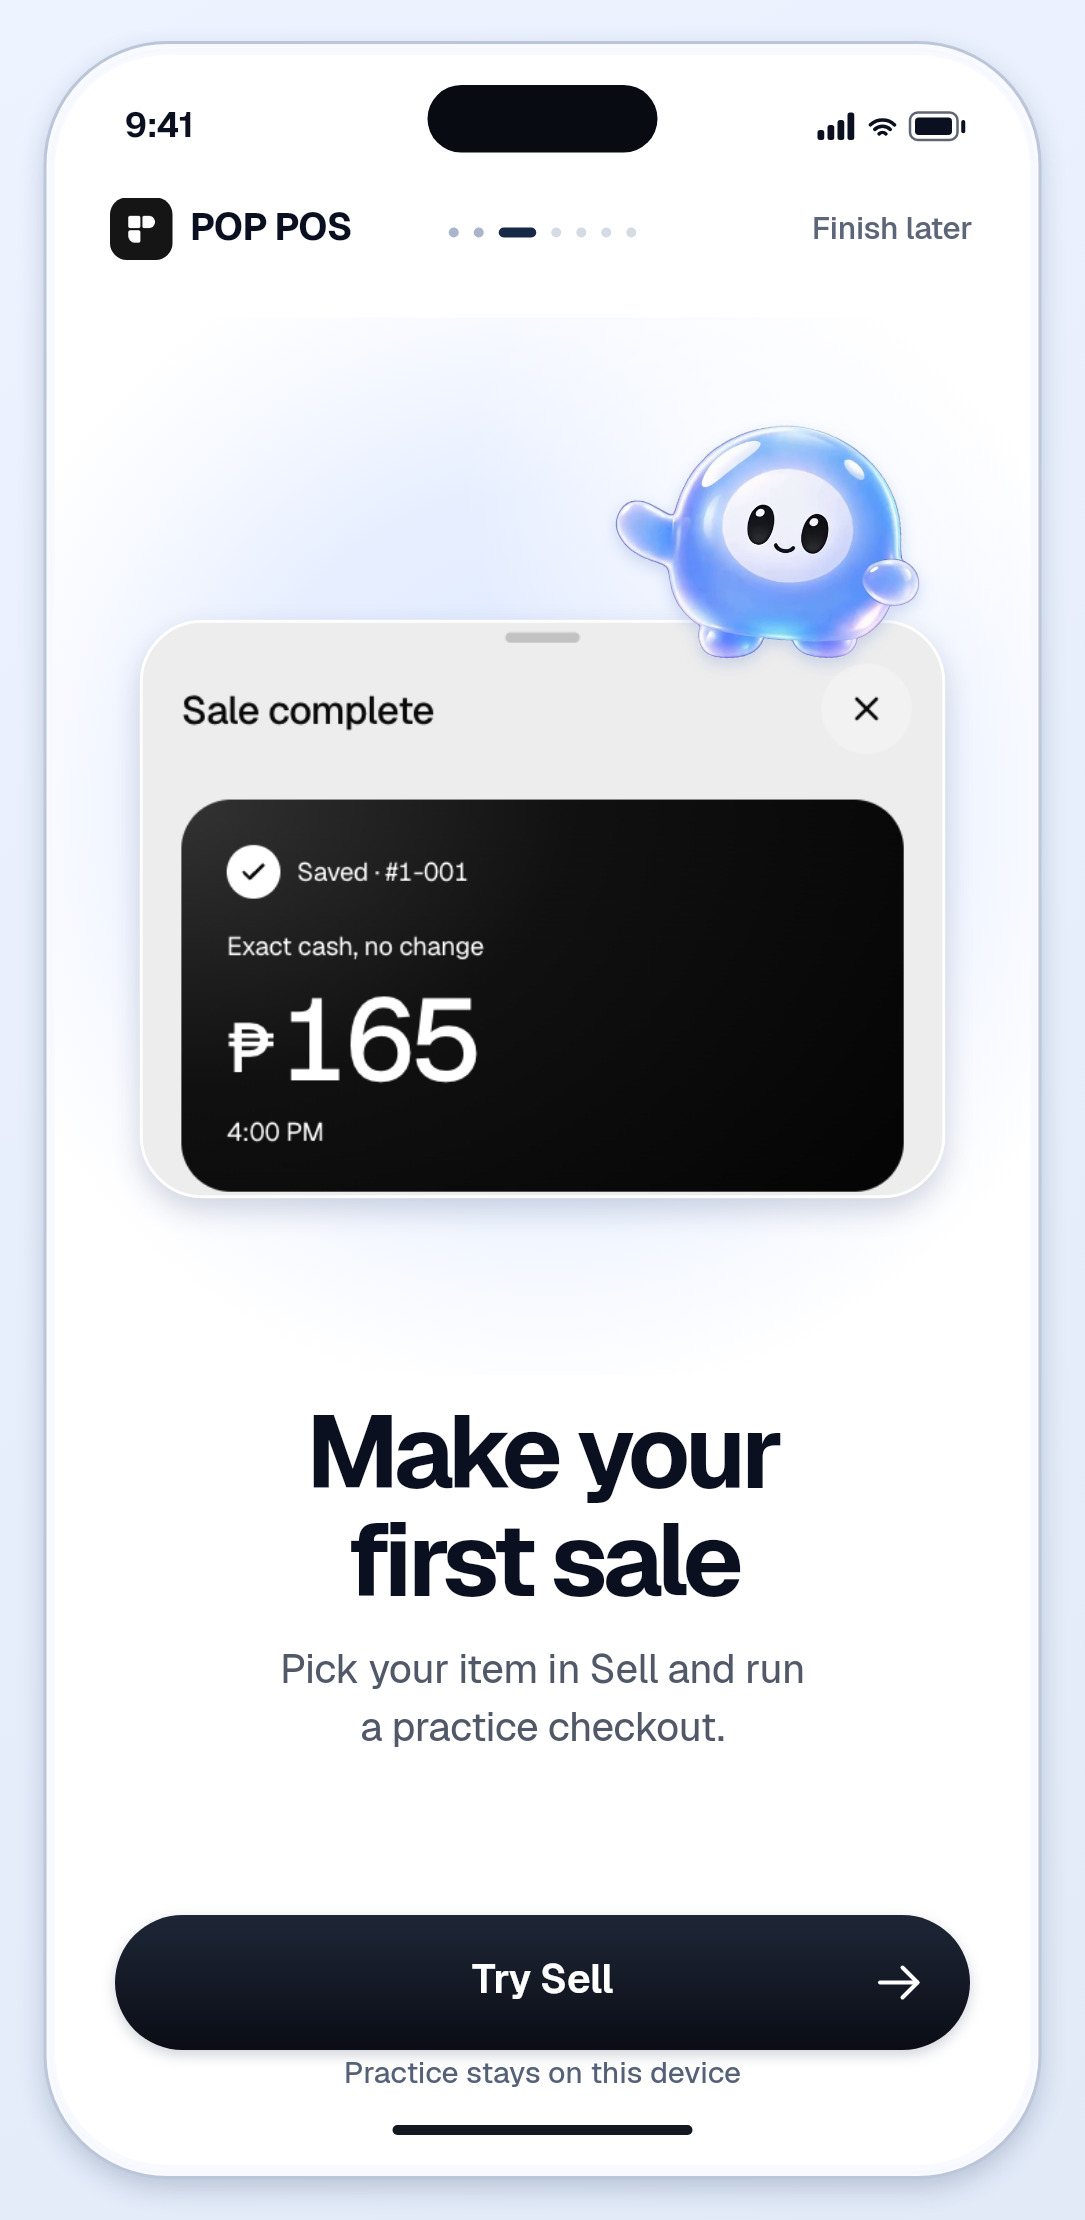 9:41
POP POS
Finish later
Sale complete
Saved · #1-001
Exact cash, no change
₱165
4:00 PM
Make your
first sale
Pick your item in Sell and run
a practice checkout.
Try Sell
Practice stays on this device